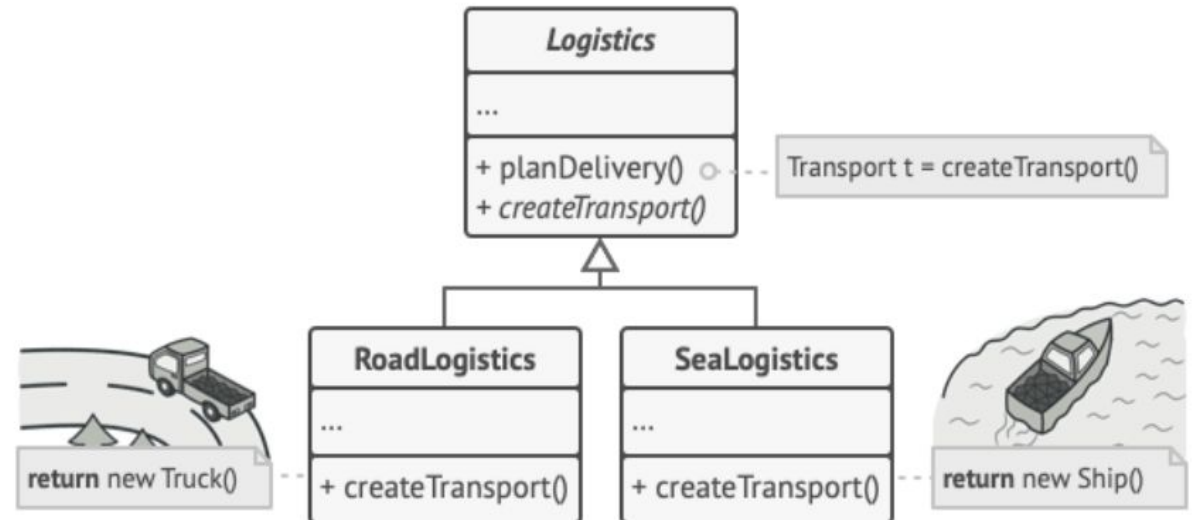 Logistics
...
+ planDelivery()
+ createTransport()
Transport t = createTransport()
RoadLogistics
...
+ createTransport()
SeaLogistics
...
+ createTransport()
return new Truck()
return new Ship()